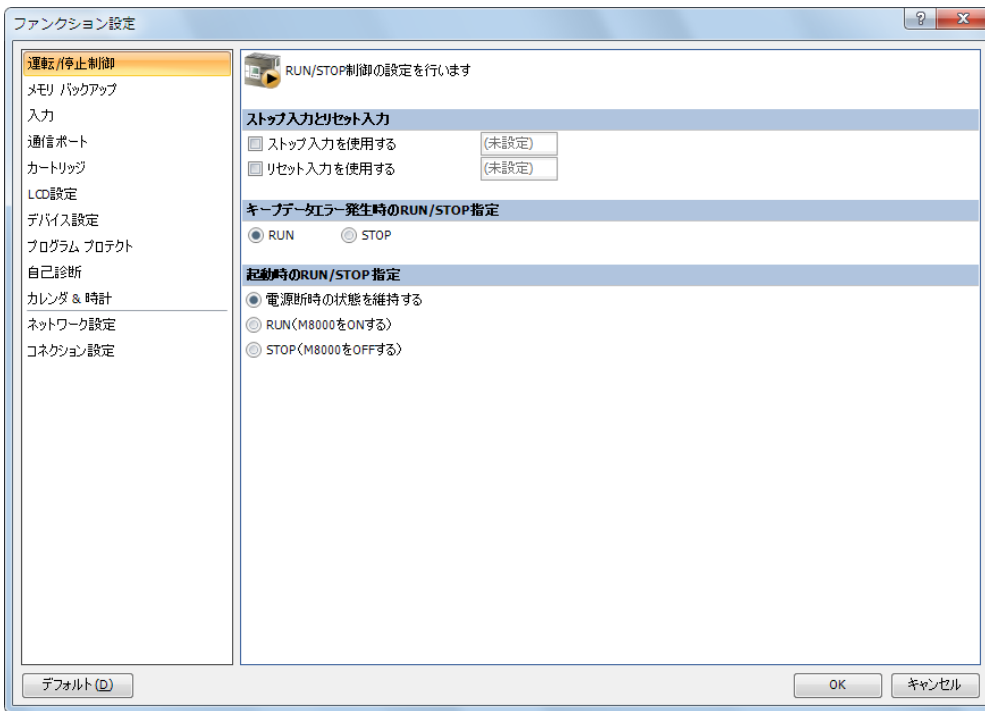 ファンクション設定
運転/停止制御
メモリ バックアップ
入力
通信ポート
カートリッジ
LCD設定
デバイス設定
プログラム プロテクト
自己診断
カレンダ & 時計
ネットワーク設定
コネクション設定
RUN/STOP制御の設定を行います
ストップ入力とリセット入力
ストップ入力を使用する (未設定)
リセット入力を使用する (未設定)
キープデータエラー発生時のRUN/STOP指定
RUN STOP
起動時のRUN/STOP指定
電源断時の状態を維持する
RUN(M8000をONする)
STOP(M8000をOFFする)
デフォルト(D) OK キャンセル